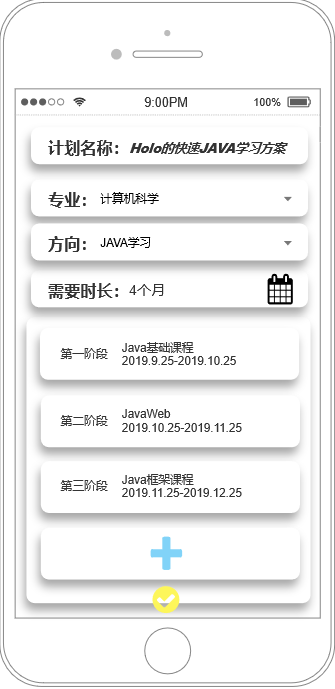 9:00PM 100%
计划名称：Holo的快速JAVA学习方案
专业：计算机科学
方向：JAVA学习
需要时长：4个月
第一阶段 Java基础课程
2019.9.25-2019.10.25
第二阶段 JavaWeb
2019.10.25-2019.11.25
第三阶段 Java框架课程
2019.11.25-2019.12.25